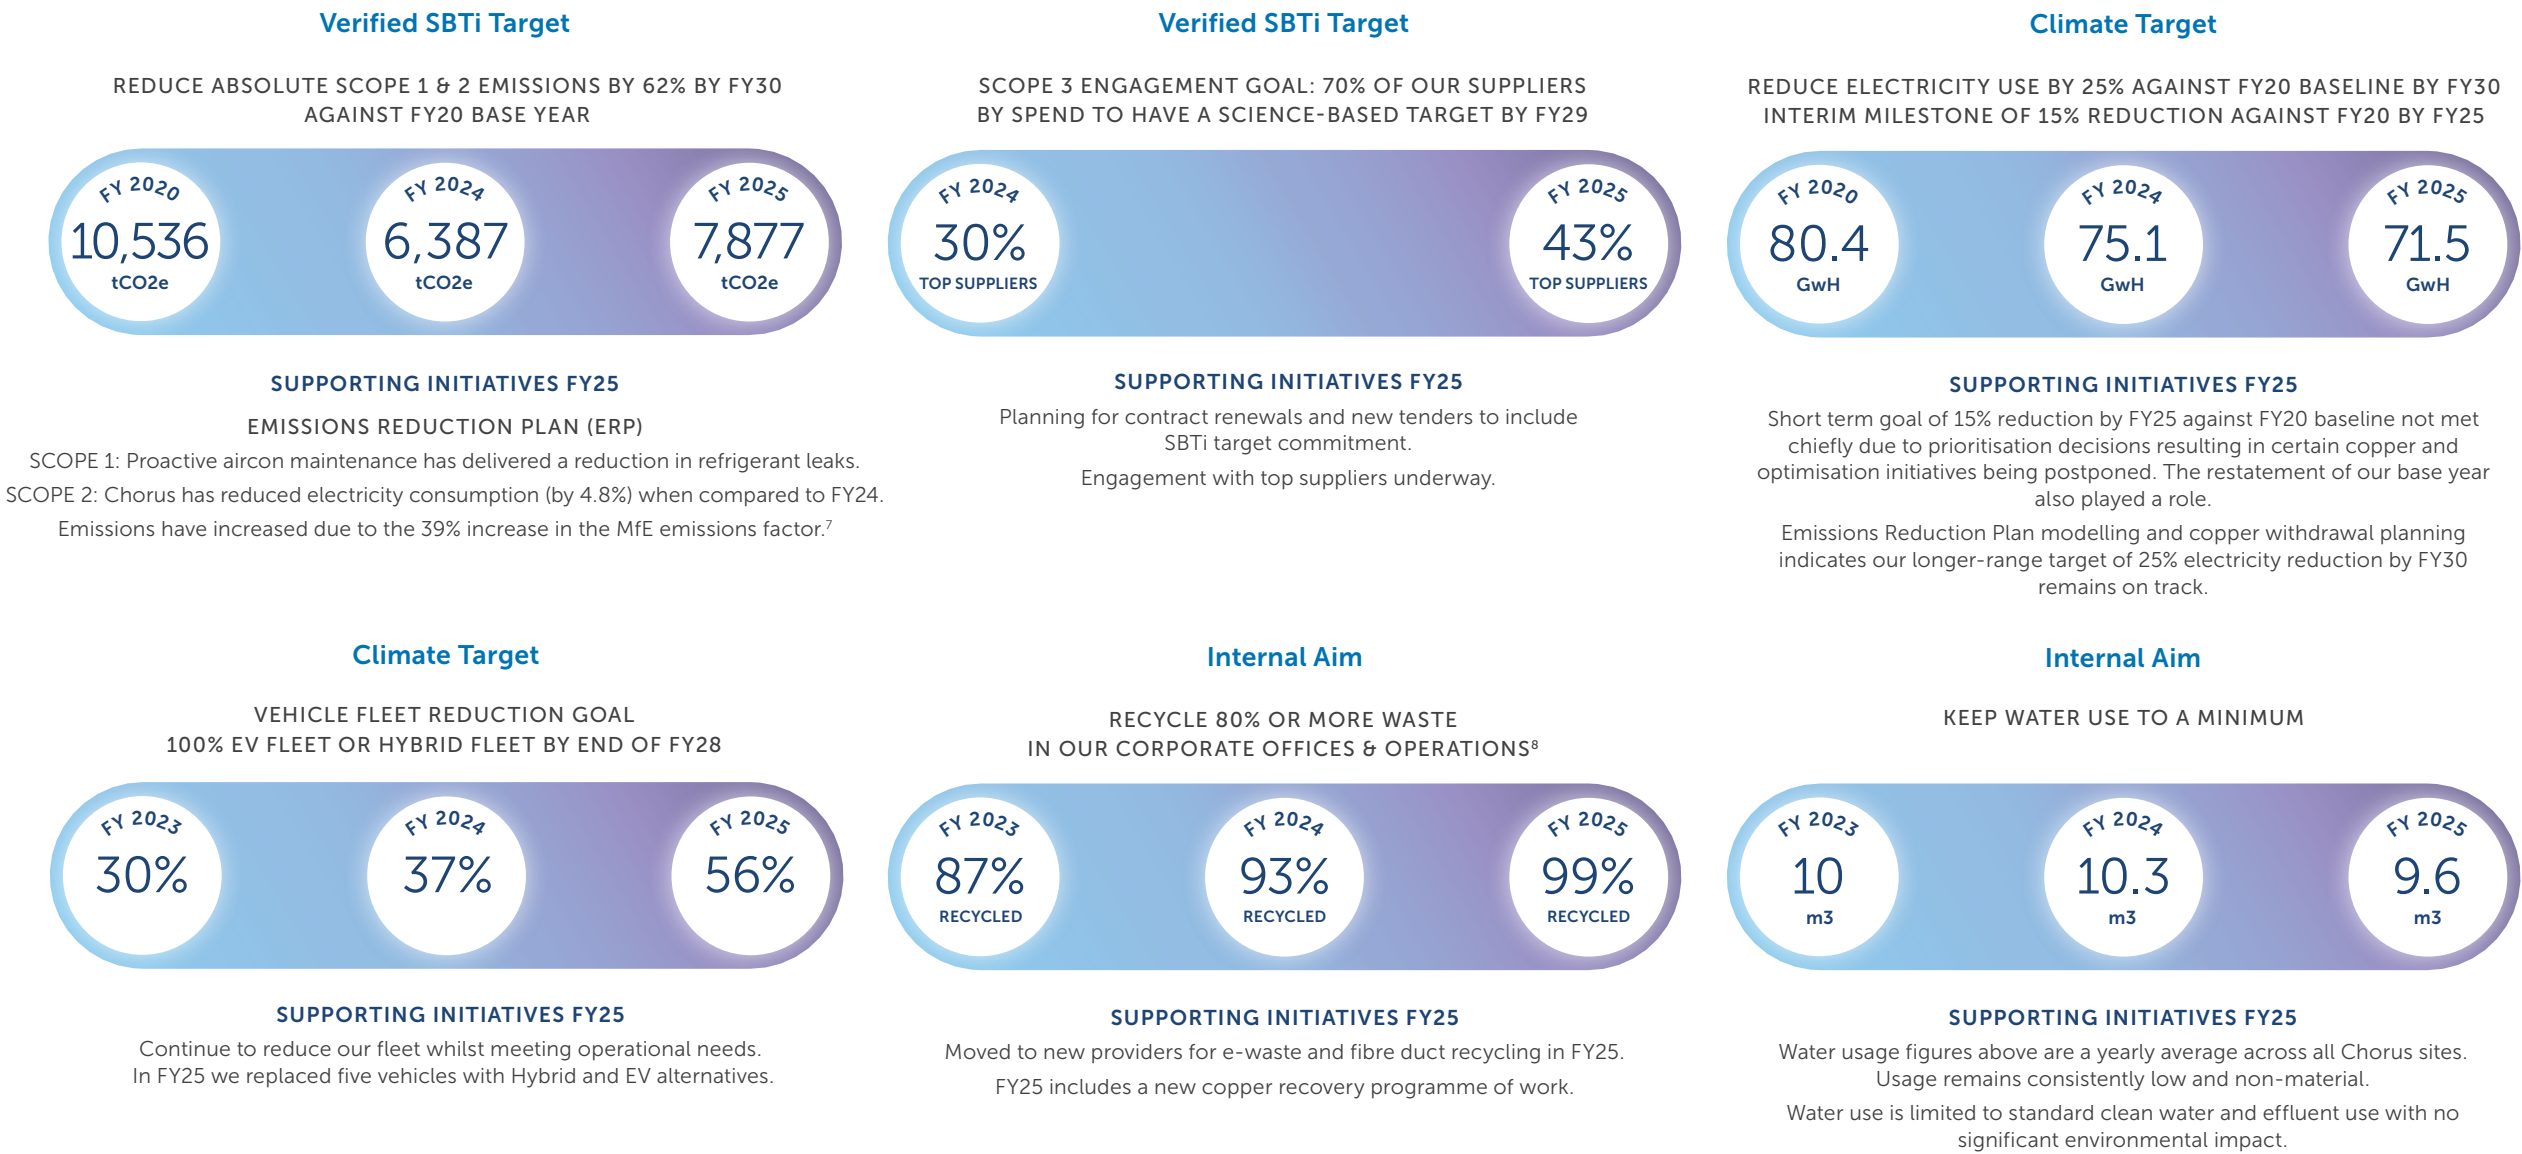 Verified SBTi Target
REDUCE ABSOLUTE SCOPE 1 & 2 EMISSIONS BY 62% BY FY30
AGAINST FY20 BASE YEAR
FY 2020
10,536
tCO2e
FY 2024
6,387
tCO2e
FY 2025
7,877
tCO2e
SUPPORTING INITIATIVES FY25
EMISSIONS REDUCTION PLAN (ERP)
SCOPE 1: Proactive aircon maintenance has delivered a reduction in refrigerant leaks.
SCOPE 2: Chorus has reduced electricity consumption (by 4.8%) when compared to FY24.
Emissions have increased due to the 39% increase in the MfE emissions factor.⁷
Verified SBTi Target
SCOPE 3 ENGAGEMENT GOAL: 70% OF OUR SUPPLIERS
BY SPEND TO HAVE A SCIENCE-BASED TARGET BY FY29
FY 2024
30%
TOP SUPPLIERS
FY 2025
43%
TOP SUPPLIERS
SUPPORTING INITIATIVES FY25
Planning for contract renewals and new tenders to include
SBTi target commitment.
Engagement with top suppliers underway.
Climate Target
REDUCE ELECTRICITY USE BY 25% AGAINST FY20 BASELINE BY FY30
INTERIM MILESTONE OF 15% REDUCTION AGAINST FY20 BY FY25
FY 2020
80.4
GwH
FY 2024
75.1
GwH
FY 2025
71.5
GwH
SUPPORTING INITIATIVES FY25
Short term goal of 15% reduction by FY25 against FY20 baseline not met
chiefly due to prioritisation decisions resulting in certain copper and
optimisation initiatives being postponed. The restatement of our base year
also played a role.
Emissions Reduction Plan modelling and copper withdrawal planning
indicates our longer-range target of 25% electricity reduction by FY30
remains on track.
Climate Target
VEHICLE FLEET REDUCTION GOAL
100% EV FLEET OR HYBRID FLEET BY END OF FY28
FY 2023
30%
FY 2024
37%
FY 2025
56%
SUPPORTING INITIATIVES FY25
Continue to reduce our fleet whilst meeting operational needs.
In FY25 we replaced five vehicles with Hybrid and EV alternatives.
Internal Aim
RECYCLE 80% OR MORE WASTE
IN OUR CORPORATE OFFICES & OPERATIONS⁸
FY 2023
87%
RECYCLED
FY 2024
93%
RECYCLED
FY 2025
99%
RECYCLED
SUPPORTING INITIATIVES FY25
Moved to new providers for e-waste and fibre duct recycling in FY25.
FY25 includes a new copper recovery programme of work.
Internal Aim
KEEP WATER USE TO A MINIMUM
FY 2023
10
m3
FY 2024
10.3
m3
FY 2025
9.6
m3
SUPPORTING INITIATIVES FY25
Water usage figures above are a yearly average across all Chorus sites.
Usage remains consistently low and non-material.
Water use is limited to standard clean water and effluent use with no
significant environmental impact.